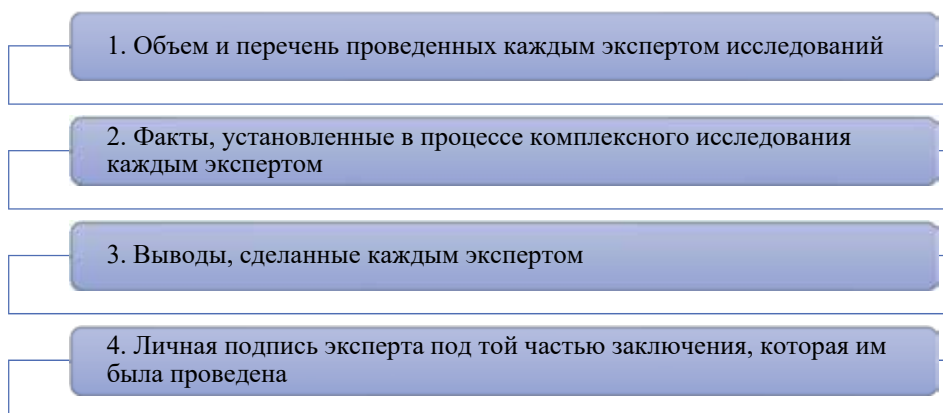 1. Объем и перечень проведенных каждым экспертом исследований
2. Факты, установленные в процессе комплексного исследования
каждым экспертом
3. Выводы, сделанные каждым экспертом
4. Личная подпись эксперта под той частью заключения, которая им
была проведена